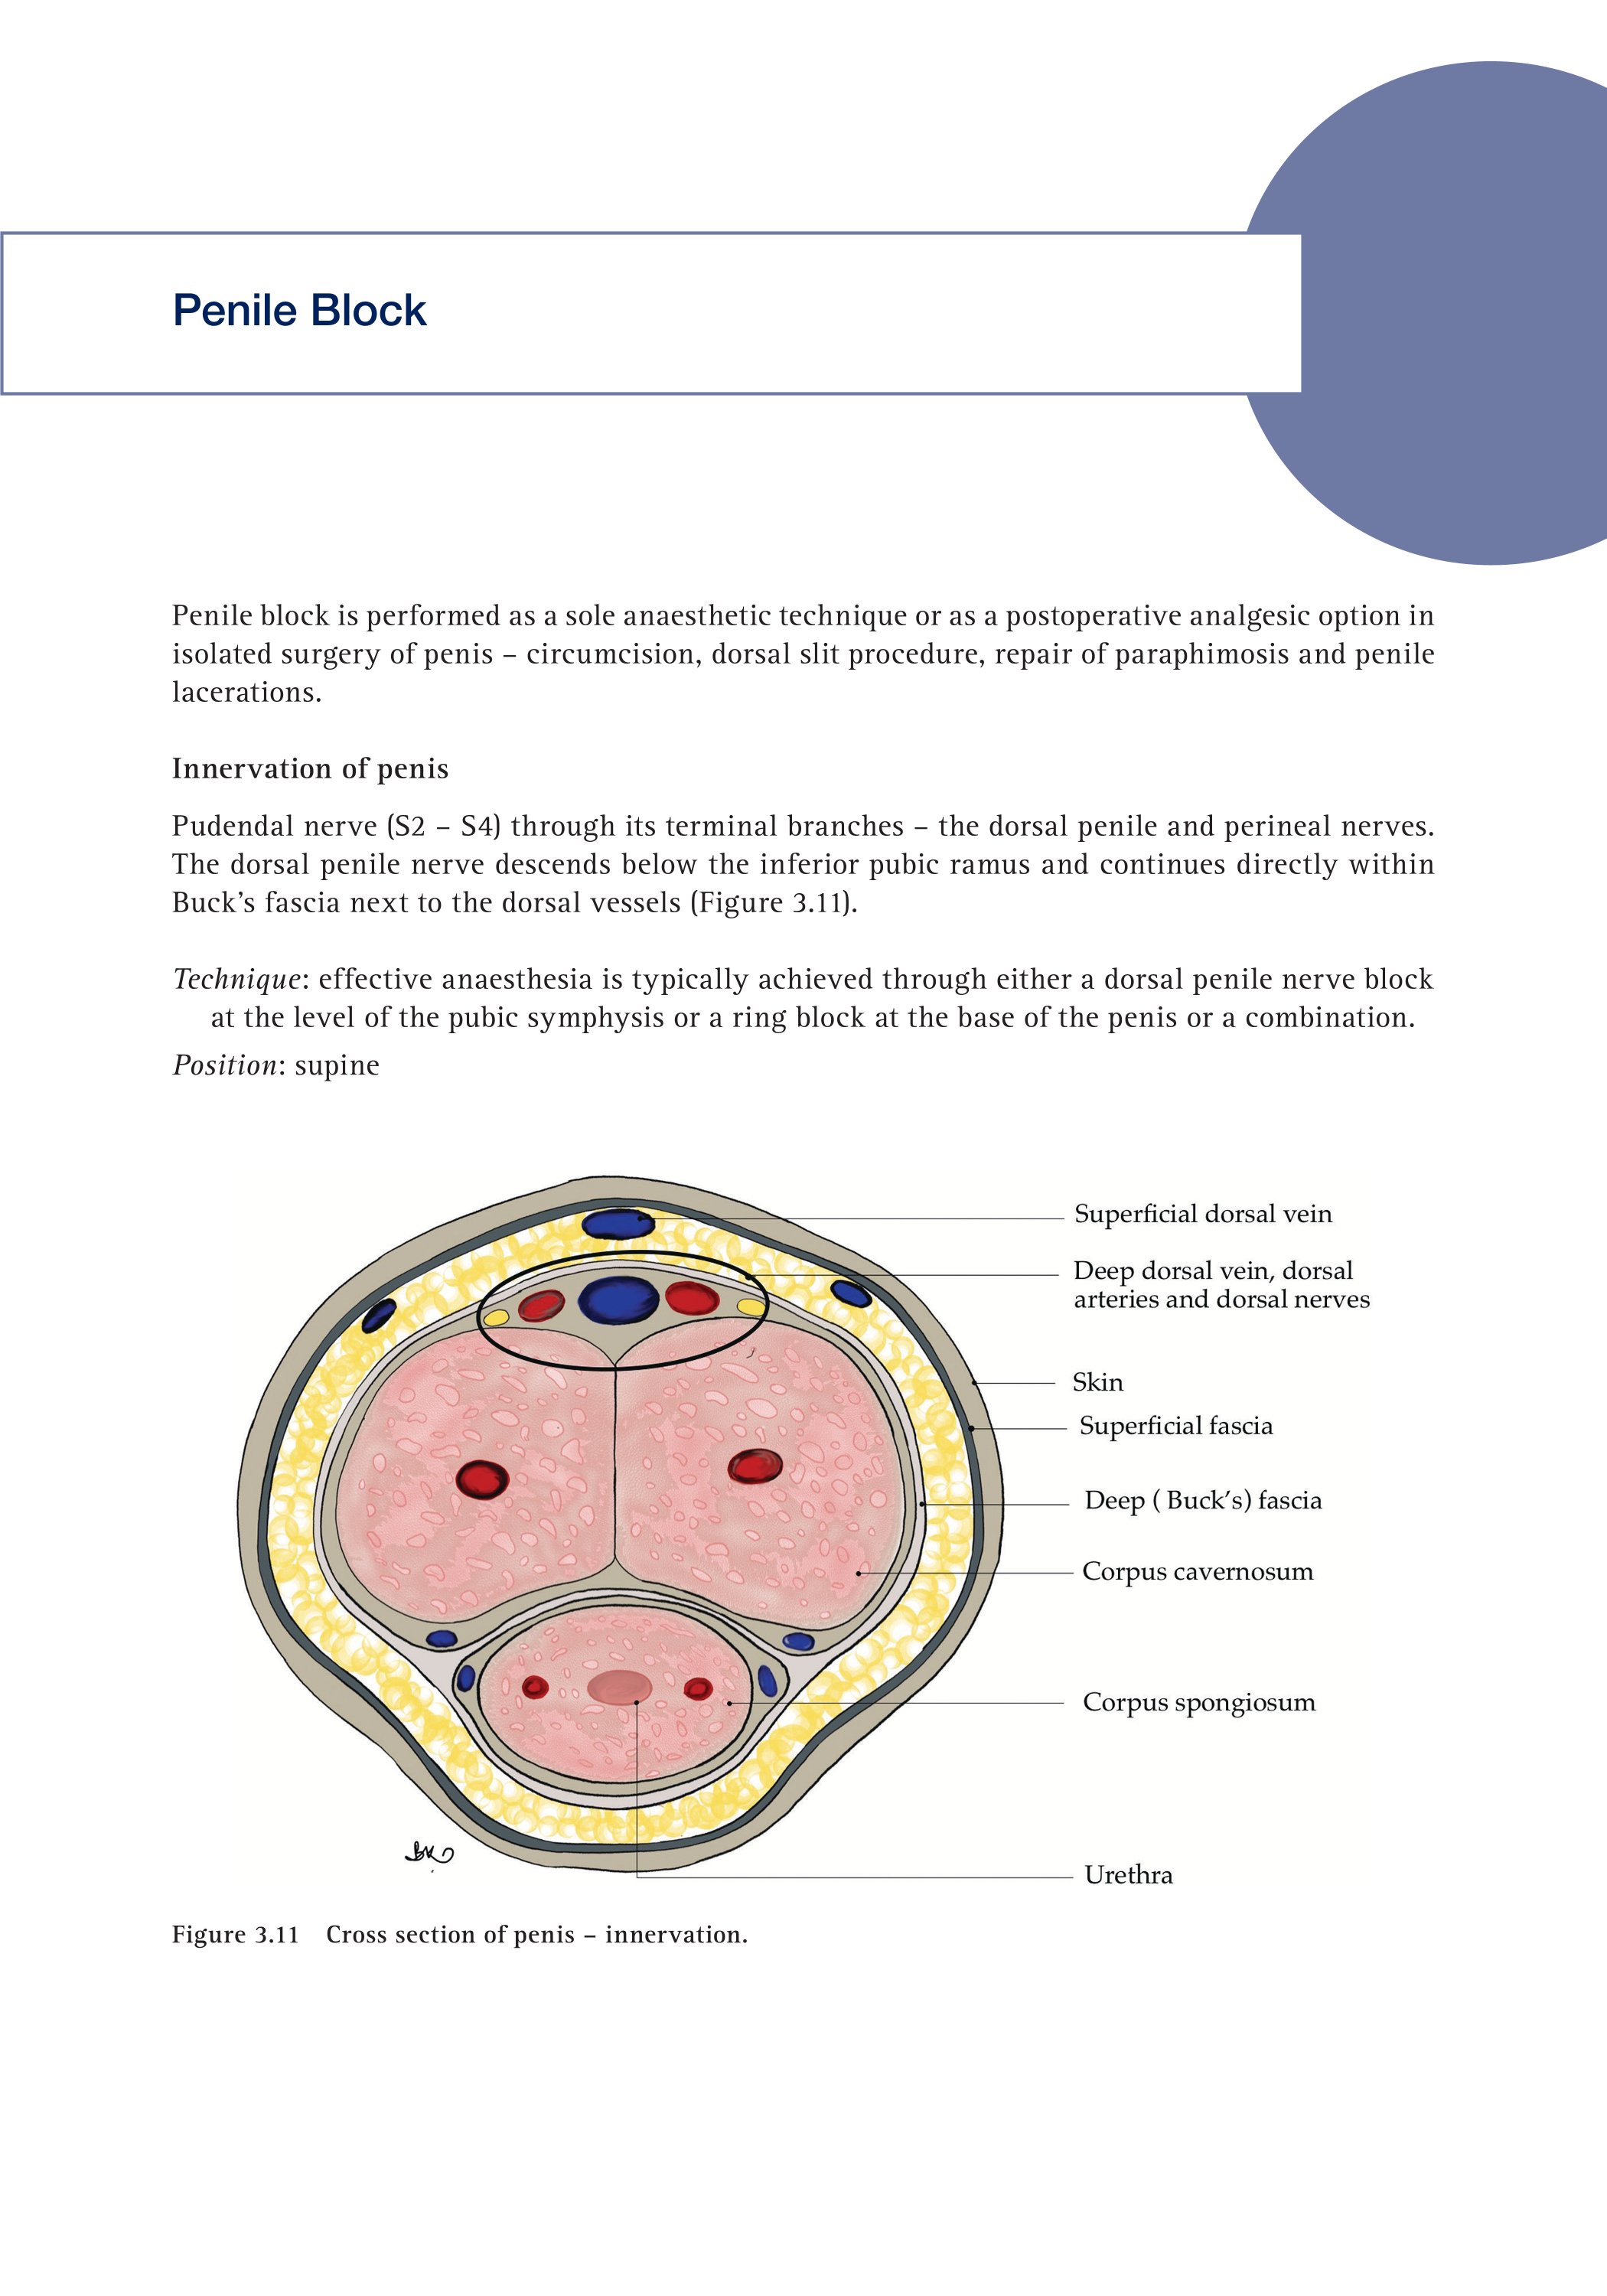 Penile Block
Penile block is performed as a sole anaesthetic technique or as a postoperative analgesic option in
isolated surgery of penis – circumcision, dorsal slit procedure, repair of paraphimosis and penile
lacerations.
Innervation of penis
Pudendal nerve (S2 – S4) through its terminal branches – the dorsal penile and perineal nerves.
The dorsal penile nerve descends below the inferior pubic ramus and continues directly within
Buck’s fascia next to the dorsal vessels (Figure 3.11).
Technique: effective anaesthesia is typically achieved through either a dorsal penile nerve block
at the level of the pubic symphysis or a ring block at the base of the penis or a combination.
Position: supine
Superficial dorsal vein
Deep dorsal vein, dorsal
arteries and dorsal nerves
Skin
Superficial fascia
Deep ( Buck’s) fascia
Corpus cavernosum
Corpus spongiosum
Urethra
Figure 3.11 Cross section of penis – innervation.